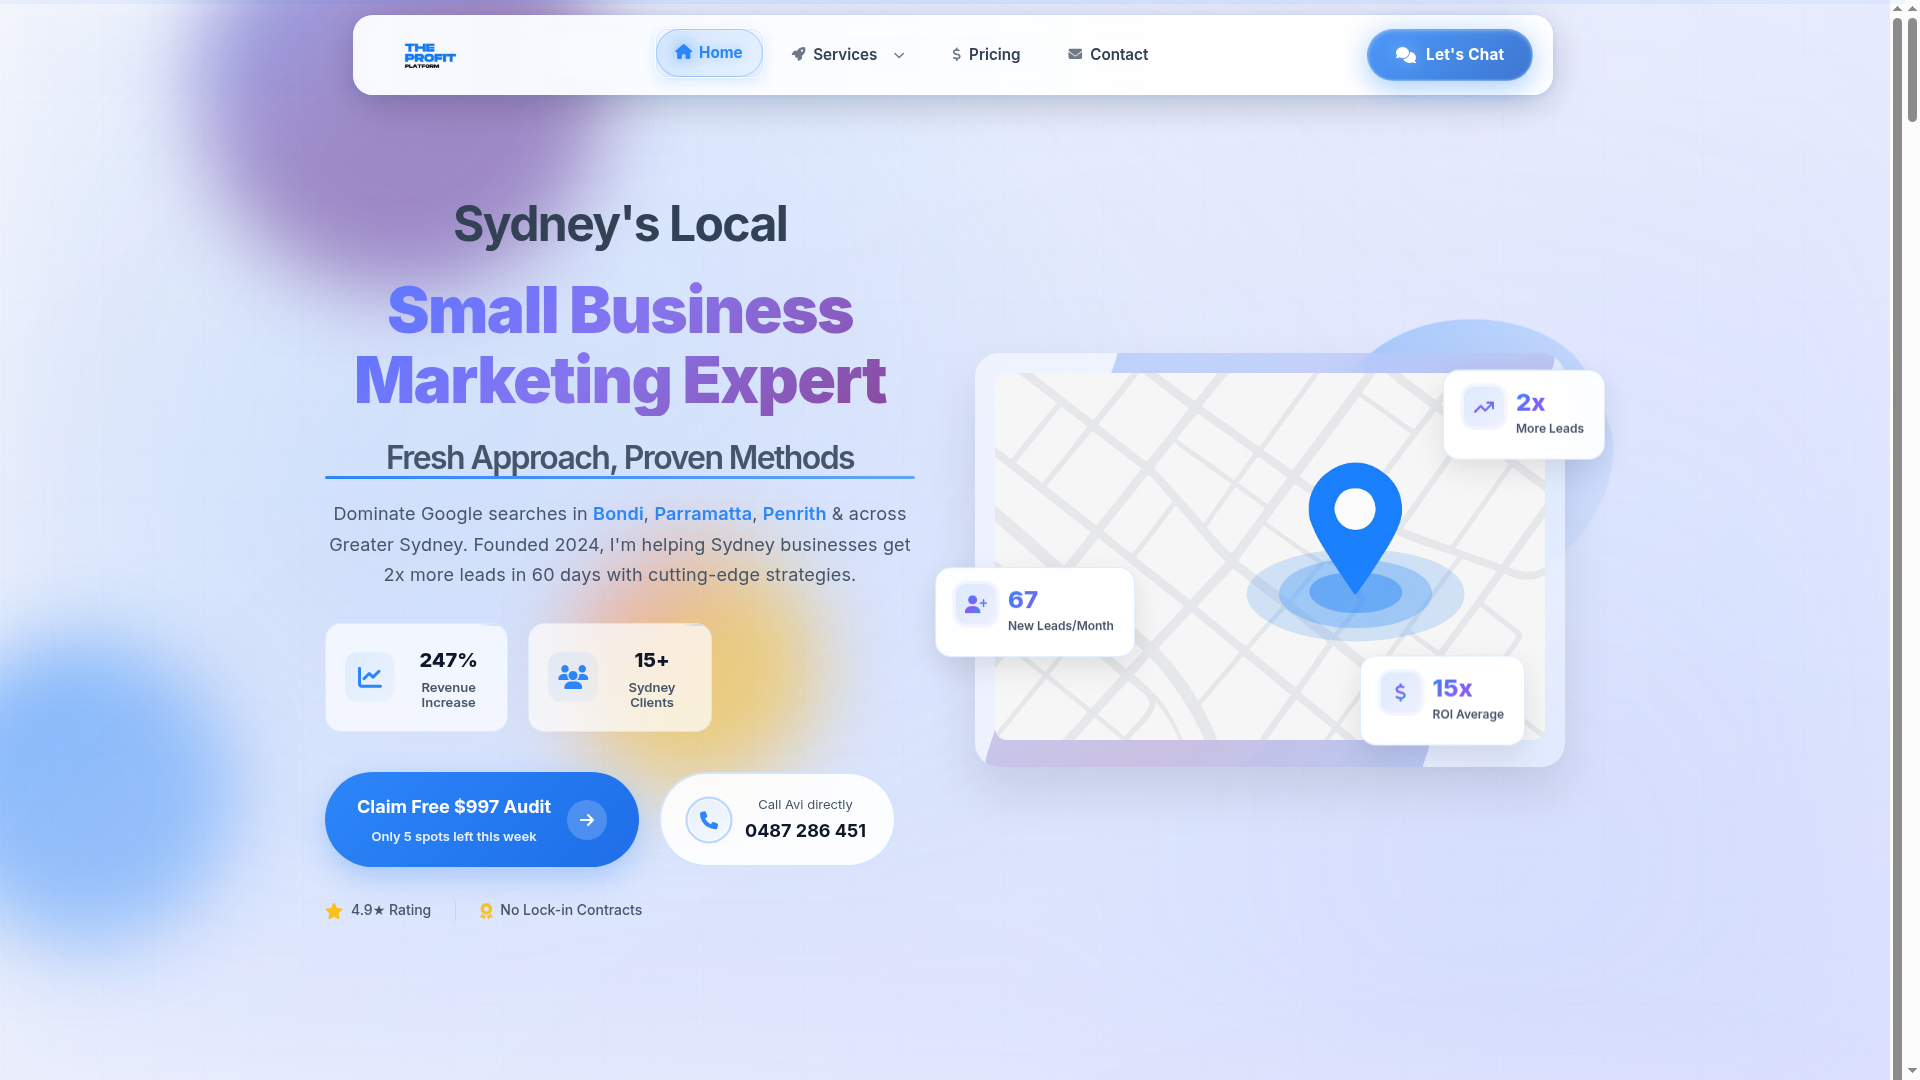 THE
PROFIT
PLATFORM
Home
Services
Pricing
Contact
Let's Chat
Sydney's Local
Small Business
Marketing Expert
Fresh Approach, Proven Methods
Dominate Google searches in Bondi, Parramatta, Penrith & across
Greater Sydney. Founded 2024, I'm helping Sydney businesses get
2x more leads in 60 days with cutting-edge strategies.
247%
Revenue
Increase
15+
Sydney
Clients
Claim Free $997 Audit
Only 5 spots left this week
Call Avi directly
0487 286 451
4.9★ Rating
No Lock-in Contracts
2x
More Leads
67
New Leads/Month
15x
ROI Average